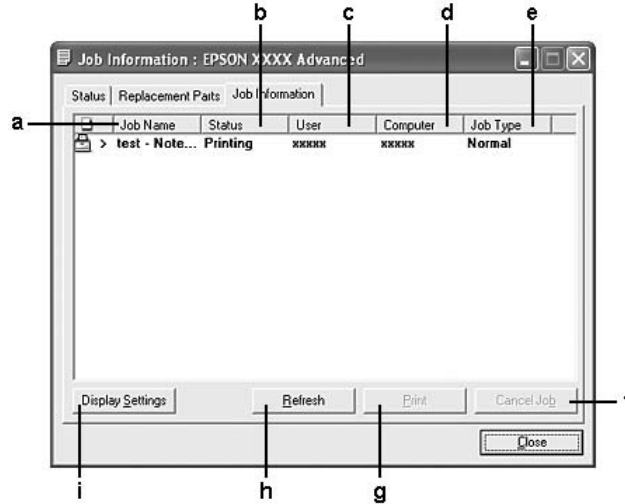 b c d e
Job Information : EPSON XXXX Advanced
Status Replacement Parts Job Information
a Job Name Status User Computer Job Type
> test - Note... Printing xxxxx xxxxx Normal
Display Settings Refresh Print Cancel Job
Close
i h g